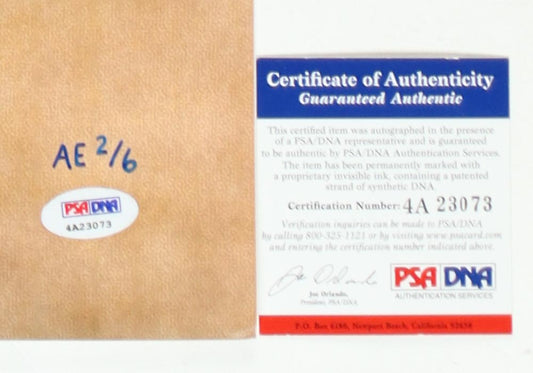 AE 2/6
PSA DNA
4A23073
Certificate of Authenticity
Guaranteed Authentic
This certified item was autographed in the presence
of a PSA/DNA representative and is guaranteed
to be authentic by PSA/DNA Authentication Services.
The item has been permanently marked with
a proprietary invisible ink, containing a patented
strand of synthetic DNA.
Certification Number: 4A 23073
Verification inquiries can be made to PSA/DNA
by calling 800-325-1121 or by visiting www.psacard.com
and entering the certification number indicated above.
Joe Orlando
Joe Orlando,
President, PSA/DNA
PSA DNA
AUTHENTICATION SERVICES
P.O. Box 6180, Newport Beach, California 92658